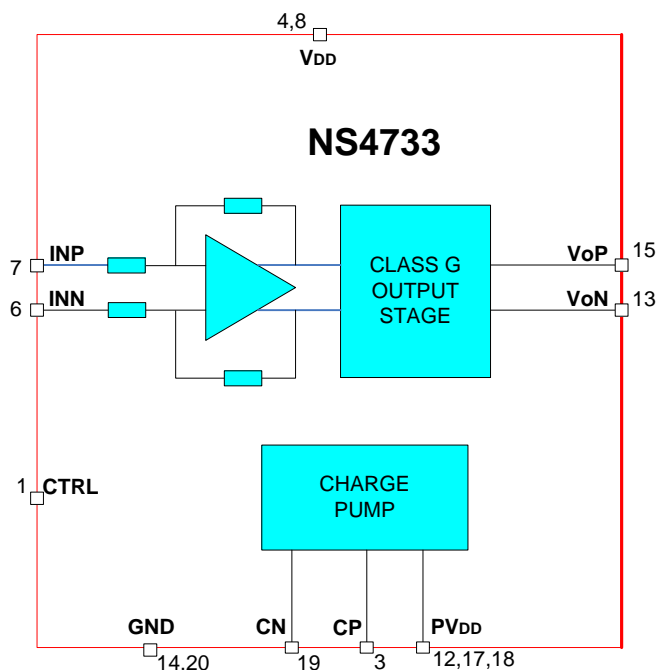 4,8
VDD
NS4733
7 INP
CLASS G
OUTPUT
STAGE
VoP 15
6 INN
VoN 13
1 CTRL
CHARGE
PUMP
GND CN CP PVDD
14.20 19 3 12,17,18